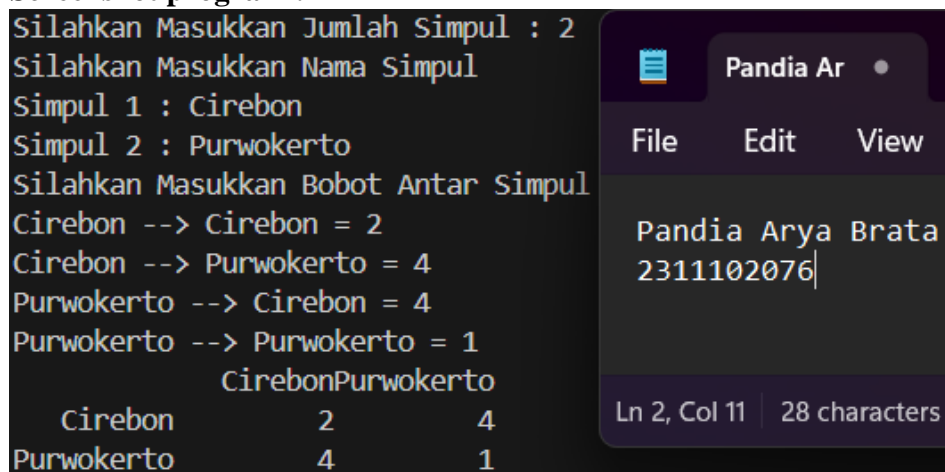 Silahkan Masukkan Jumlah Simpul : 2
Silahkan Masukkan Nama Simpul
Simpul 1 : Cirebon
Simpul 2 : Purwokerto
Silahkan Masukkan Bobot Antar Simpul
Cirebon --> Cirebon = 2
Cirebon --> Purwokerto = 4
Purwokerto --> Cirebon = 4
Purwokerto --> Purwokerto = 1
CirebonPurwokerto
Cirebon 2 4
Purwokerto 4 1
Pandia Ar
File Edit View
Pandia Arya Brata
2311102076
Ln 2, Col 11 28 characters